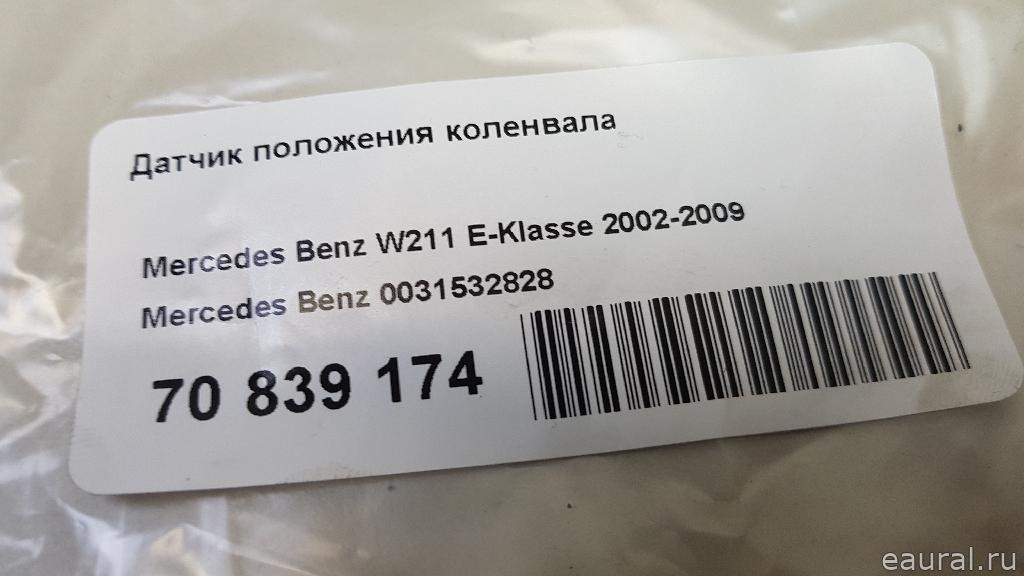 Датчик положения коленвала
Mercedes Benz W211 E-Klasse 2002-2009
Mercedes Benz 0031532828
70 839 174
eaural.ru